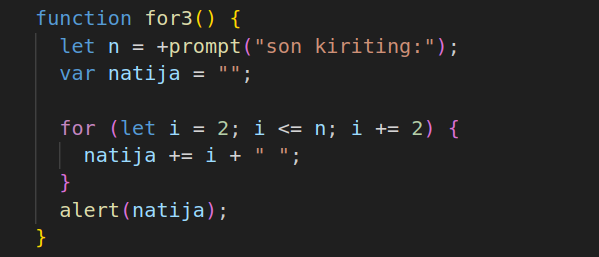 function for3() {
let n = +prompt("son kiriting:");
var natija = "";
for (let i = 2; i <= n; i += 2) {
natija += i + " ";
}
alert(natija);
}